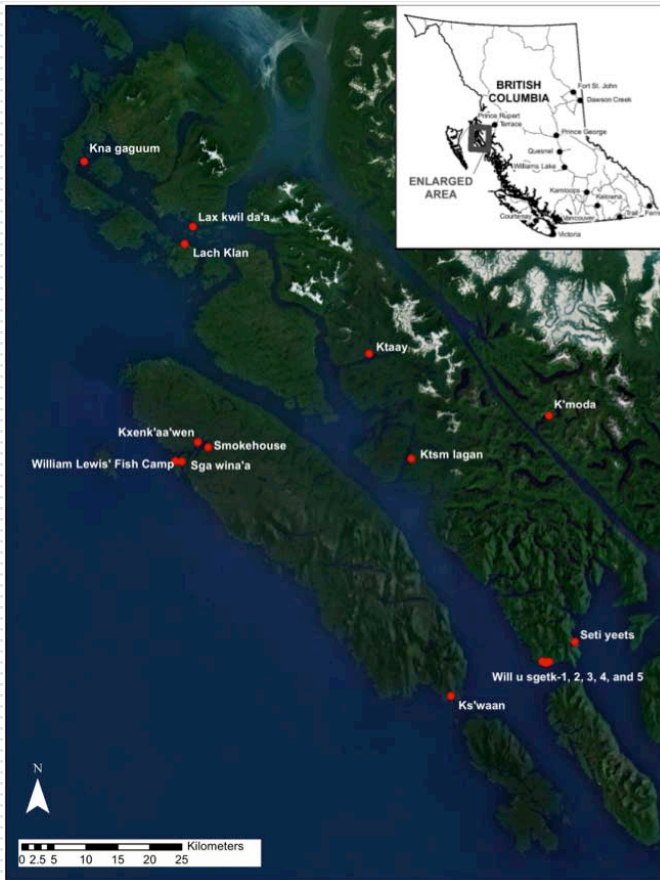 BRITISH
COLUMBIA
Fort St. John
Dawson Creek
Prince Rupert
Terrace
Prince George
Quesnel
Williams Lake
ENLARGED
AREA
Kamloops
Kelowna
Courtenay
Vancouver
Trail
Victoria
Kna gaguum
Lax kwil da'a
Lach Klan
Ktaay
K'moda
Kxenk'aa'wen
Smokehouse
Ktsm lagan
William Lewis' Fish Camp
Sga wina'a
Seti yeets
Will u sgetk-1, 2, 3, 4, and 5
Ks'waan
N
Kilometers
0 2.5 5 10 15 20 25